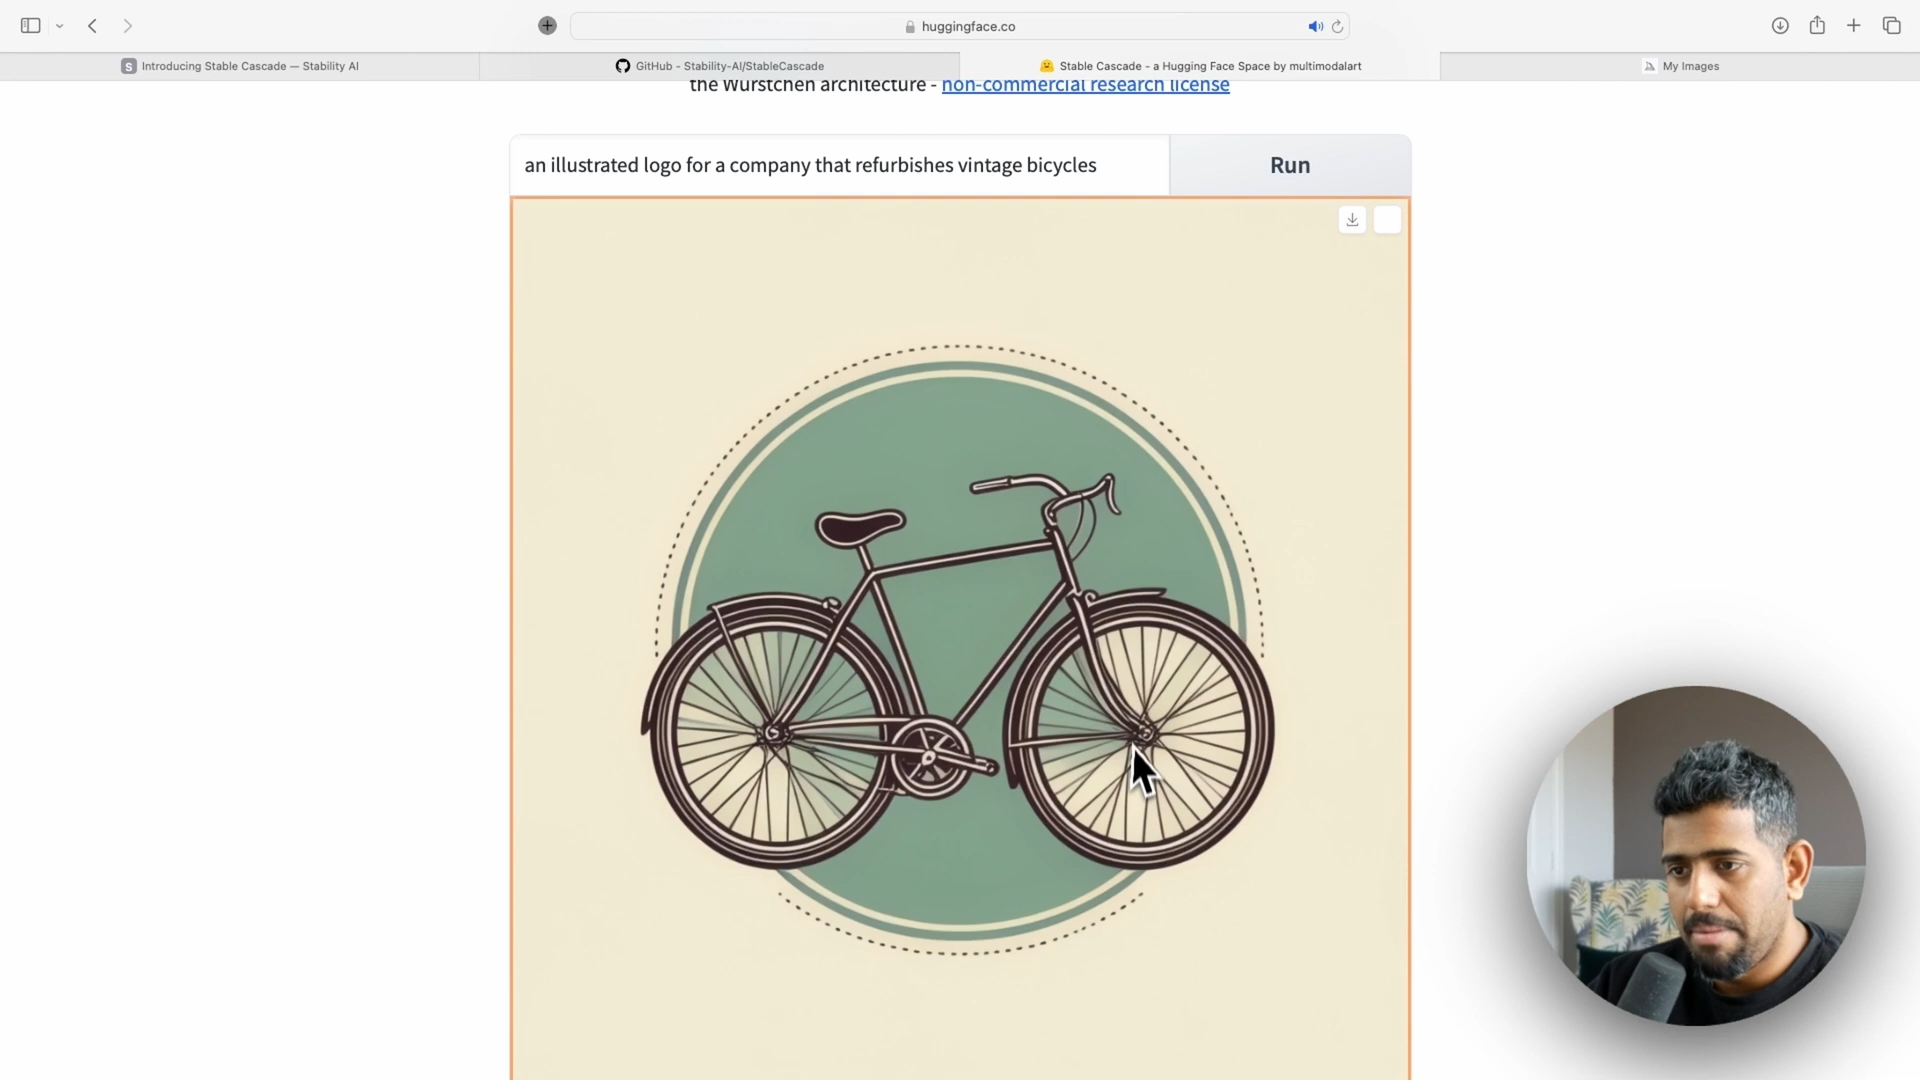 huggingface.co
Introducing Stable Cascade — Stability AI
GitHub - Stability-AI/StableCascade
Stable Cascade - a Hugging Face Space by multimodalart
My Images
the Würstchen architecture - non-commercial research license
an illustrated logo for a company that refurbishes vintage bicycles
Run